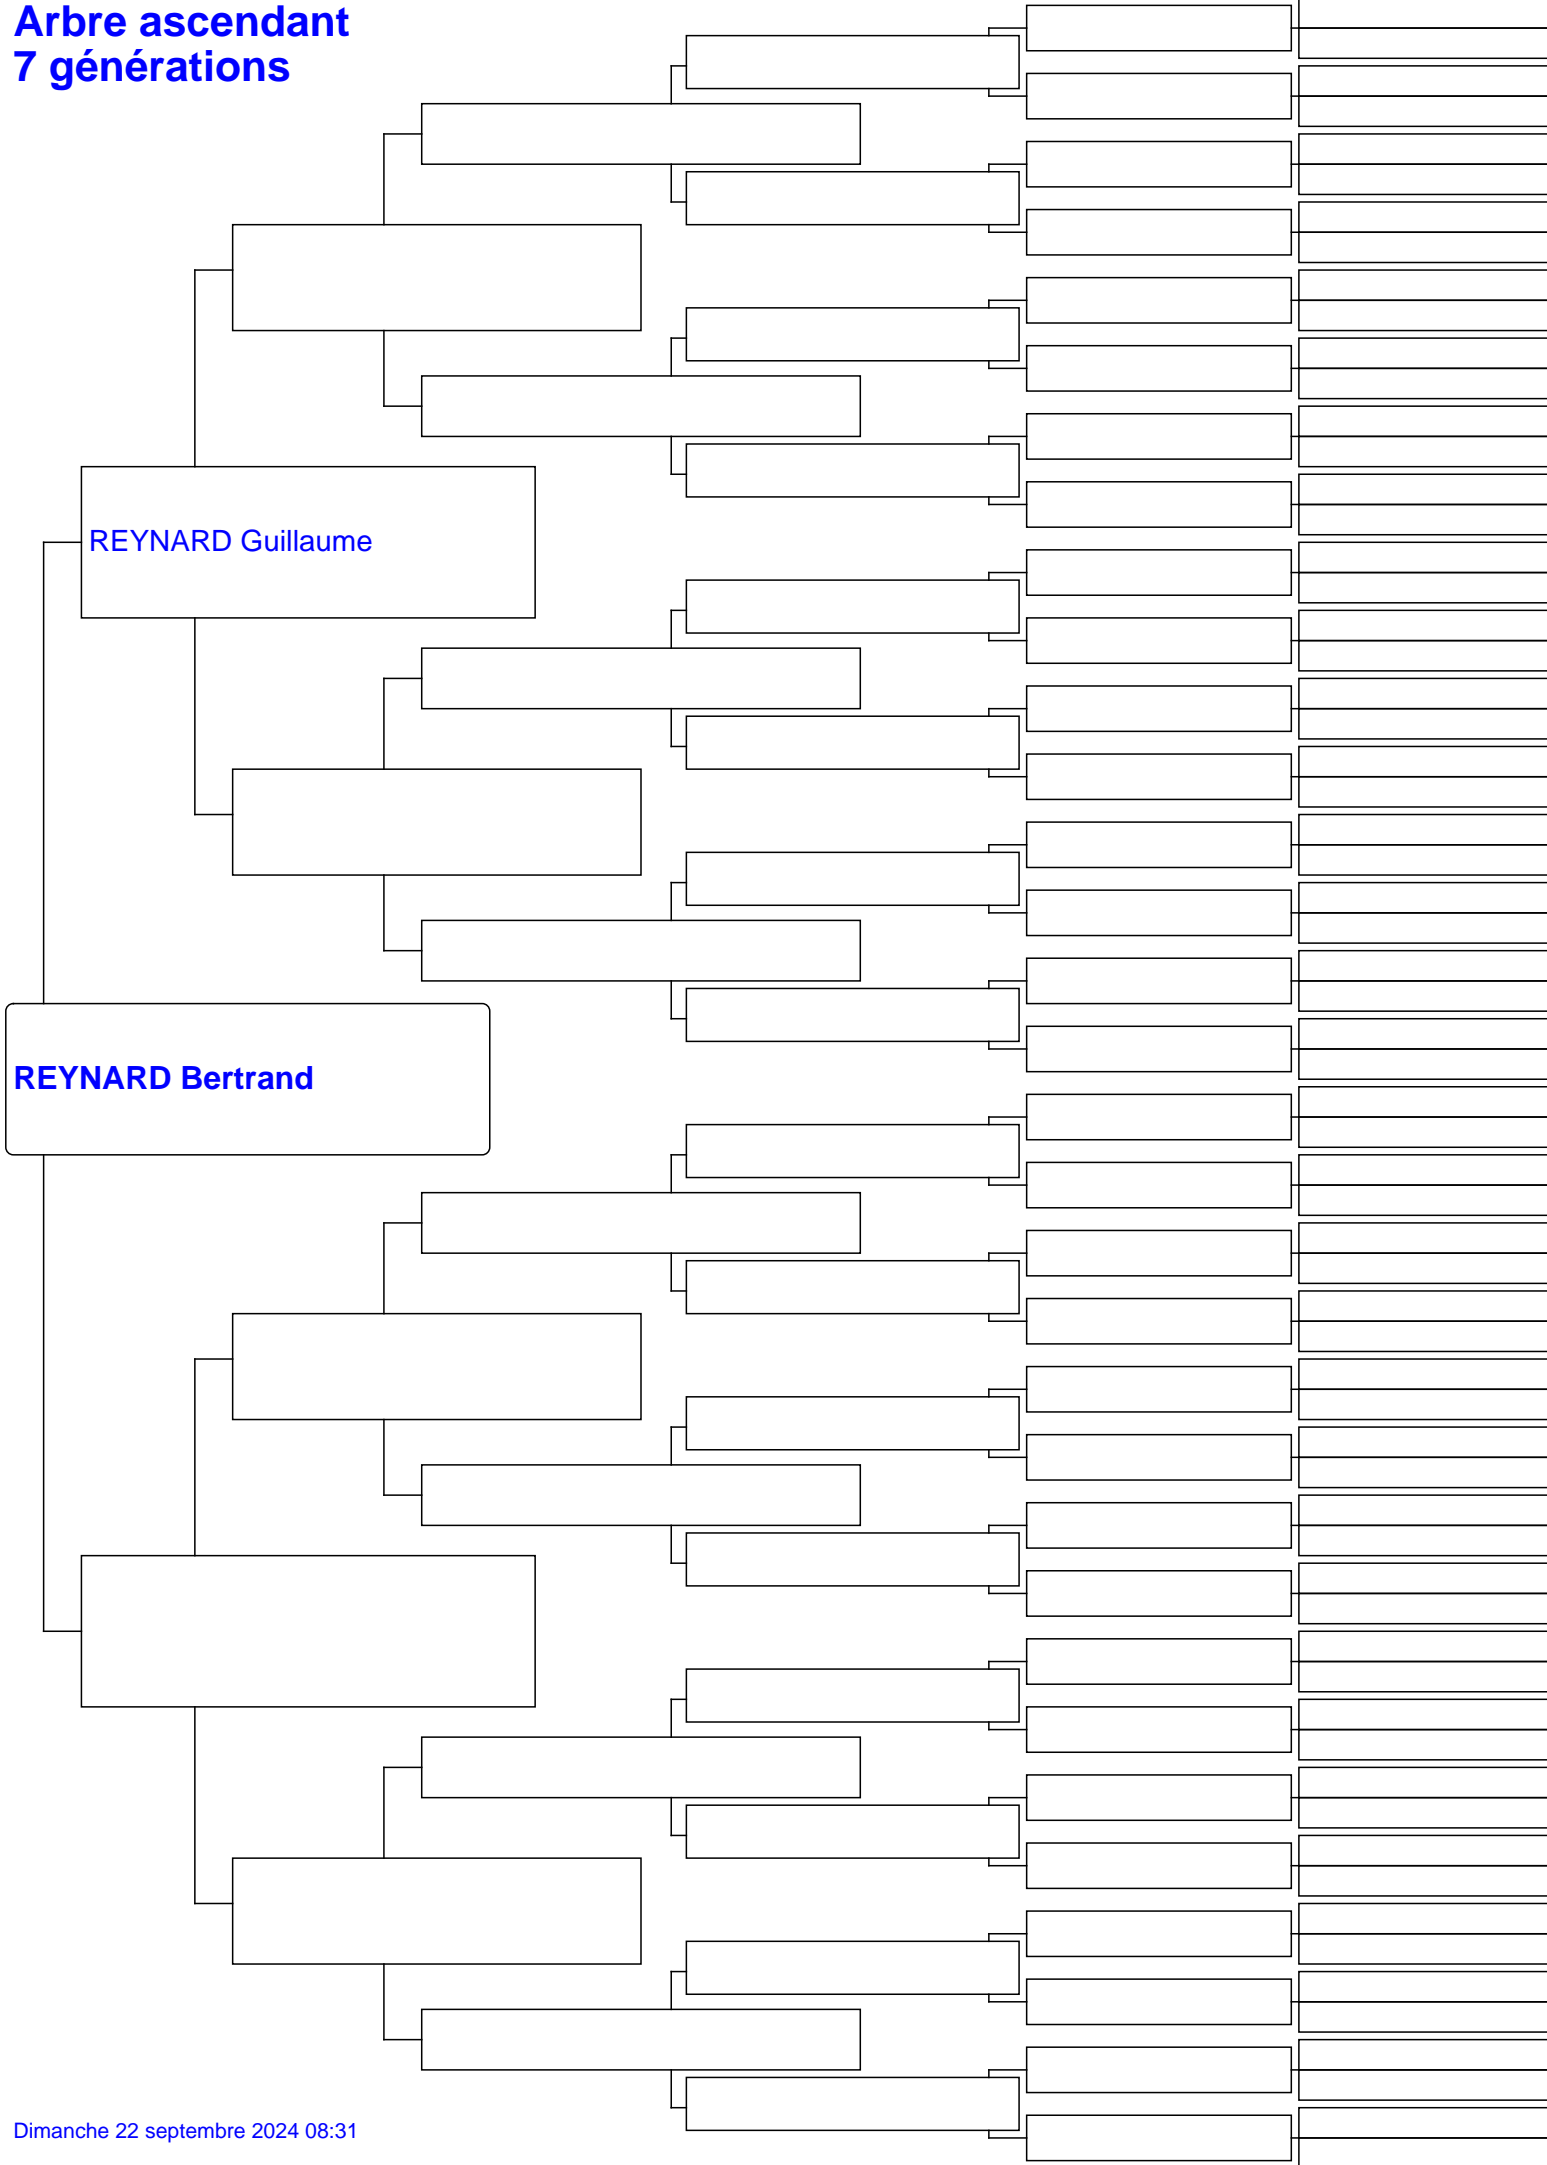 Arbre ascendant
7 générations
REYNARD Guillaume
REYNARD Bertrand
Dimanche 22 septembre 2024 08:31